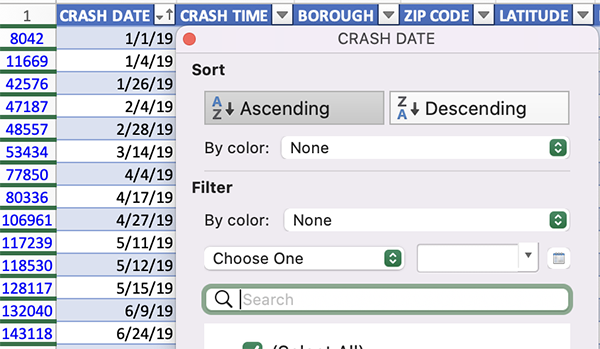 1 CRASH DATE CRASH TIME BOROUGH ZIP CODE LATITUDE
8042 1/1/19
CRASH DATE
11669 1/4/19
Sort
42576 1/26/19
47187 2/4/19
A Z Ascending Z A Descending
48557 2/28/19
By color: None
53434 3/14/19
77850 4/4/19
Filter
80336 4/17/19
106961 4/27/19
By color: None
117239 5/11/19
118530 5/12/19
Choose One
128117 5/15/19
Search
132040 6/9/19
143118 6/24/19
(Select All)